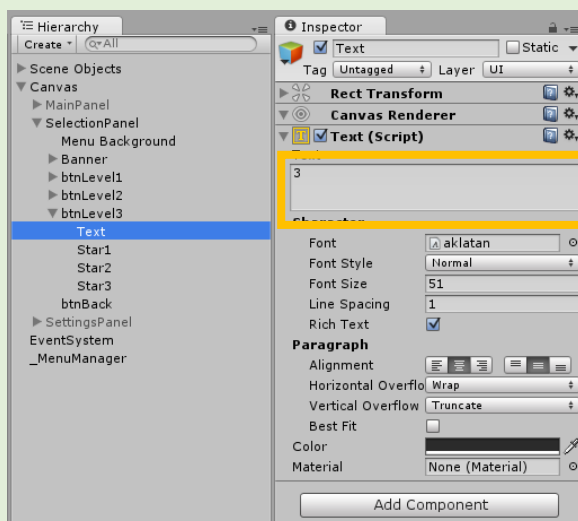 Hierarchy
Create
All
Scene Objects
Canvas
MainPanel
SelectionPanel
Menu Background
Banner
btnLevel1
btnLevel2
btnLevel3
Text
Star1
Star2
Star3
btnBack
SettingsPanel
EventSystem
_MenuManager
Inspector
Text Static
Tag Untagged Layer UI
Rect Transform
Canvas Renderer
Text (Script)
3
Character
Font aklatan
Font Style Normal
Font Size 51
Line Spacing 1
Rich Text
Paragraph
Alignment
Horizontal Overflo Wrap
Vertical Overflow Truncate
Best Fit
Color
Material None (Material)
Add Component